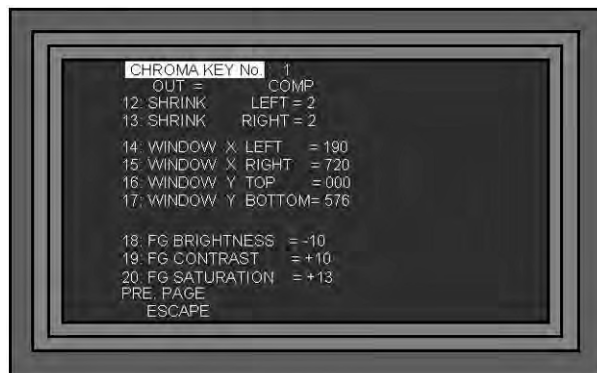 CHROMA KEY No. 1
OUT = COMP
12: SHRINK LEFT = 2
13: SHRINK RIGHT = 2
14: WINDOW X LEFT = 190
15: WINDOW X RIGHT = 720
16: WINDOW Y TOP = 000
17: WINDOW Y BOTTOM= 576
18: FG BRIGHTNESS = -10
19: FG CONTRAST = +10
20: FG SATURATION = +13
PRE. PAGE
ESCAPE